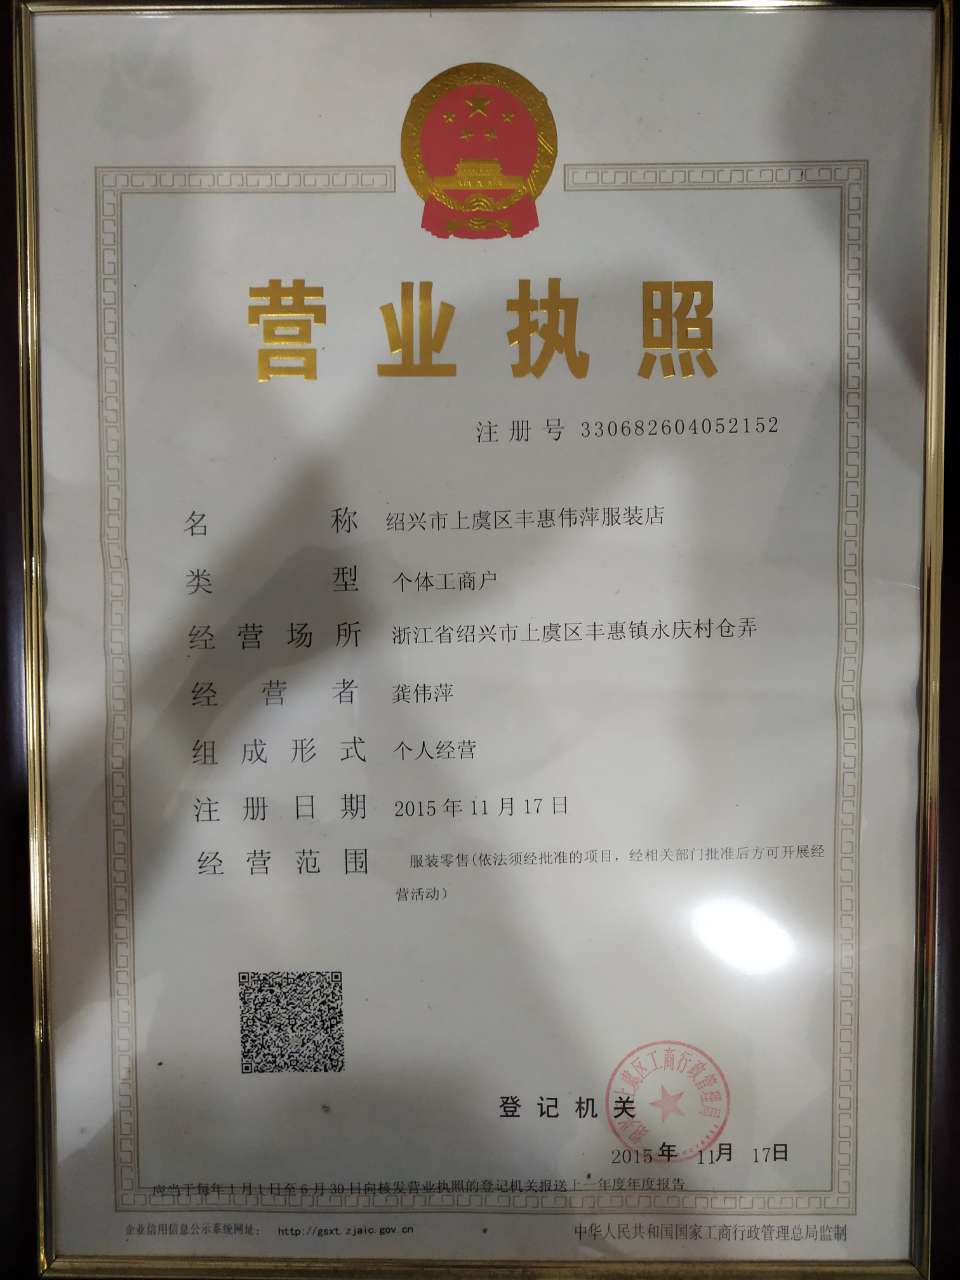 营业执照
注册号 330682604052152
名称 绍兴市上虞区丰惠伟萍服装店
类型 个体工商户
经营场所 浙江省绍兴市上虞区丰惠镇永庆村仓弄
经营者 龚伟萍
组成形式 个人经营
注册日期 2015年11月17日
经营范围 服装零售(依法须经批准的项目，经相关部门批准后方可开展经
营活动)
上虞区工商行政管理局
登记机关
2015年 11月 17日
应当于每年1月1日至6月30日向核发营业执照的登记机关报送上一年度年度报告
企业信用信息公示系统网址： http://gsxt.zjaic.gov.cn
中华人民共和国国家工商行政管理总局监制